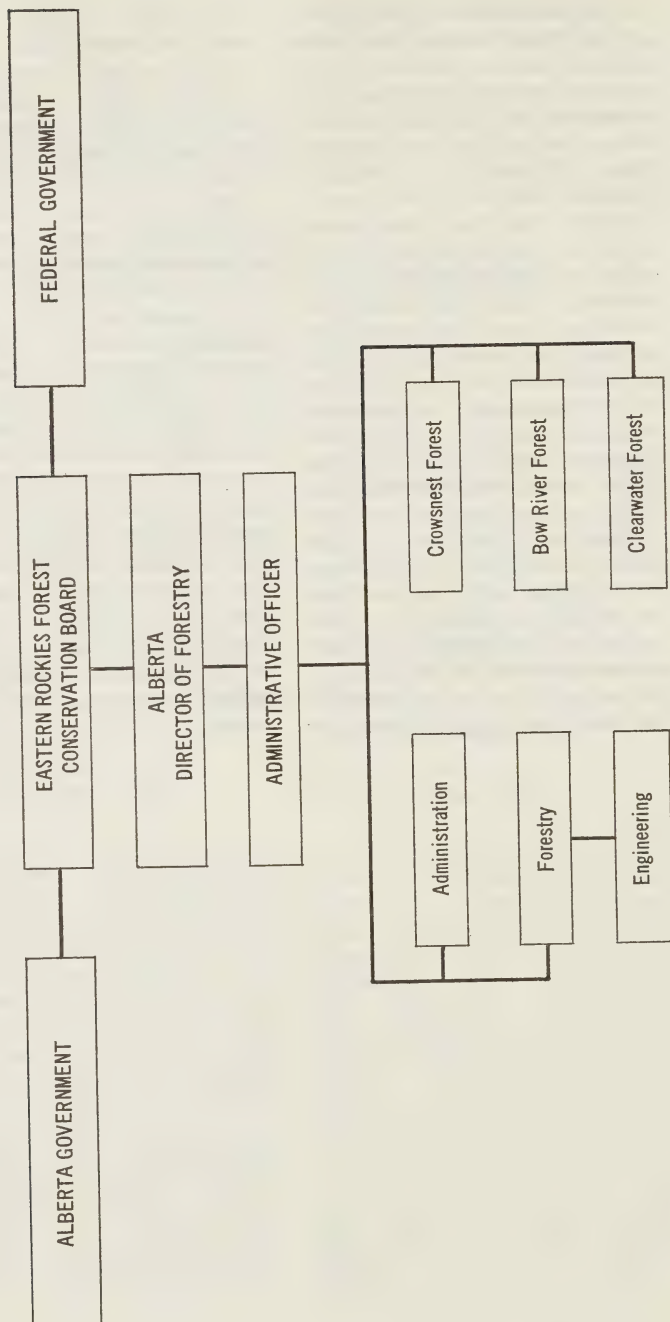 ALBERTA GOVERNMENT
EASTERN ROCKIES FOREST
CONSERVATION BOARD
FEDERAL GOVERNMENT
ALBERTA
DIRECTOR OF FORESTRY
ADMINISTRATIVE OFFICER
Administration
Forestry
Engineering
Crowsnest Forest
Bow River Forest
Clearwater Forest